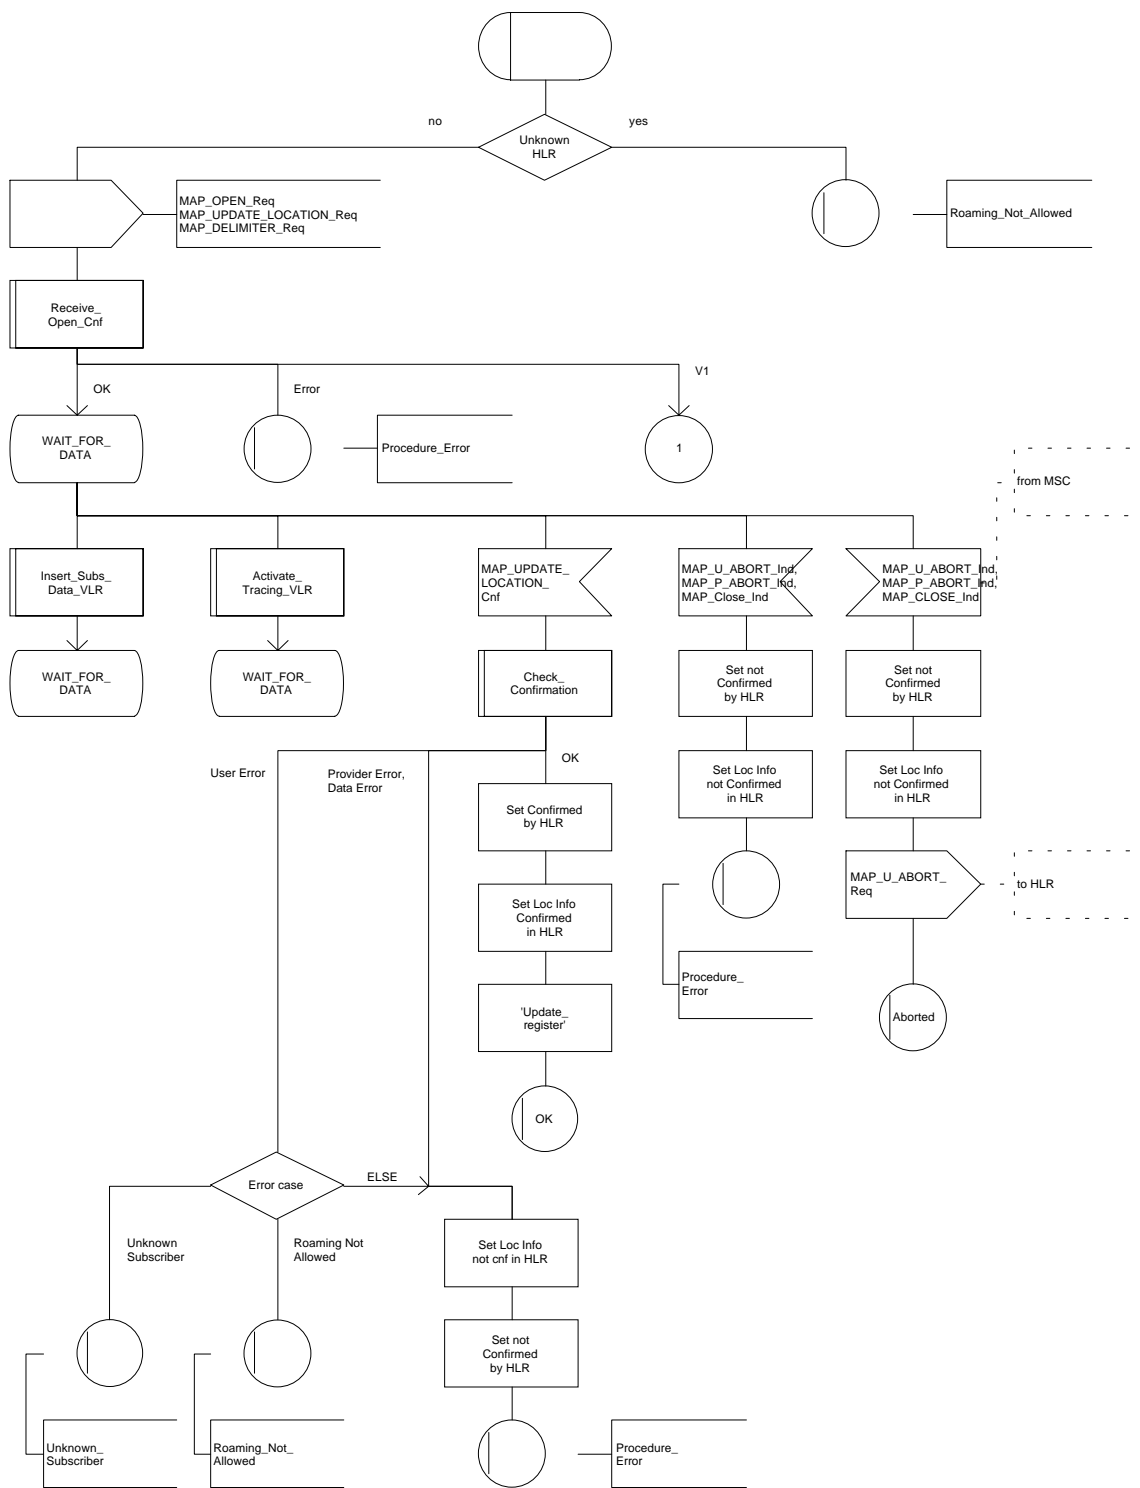 no
yes
Unknown
HLR
MAP_OPEN_Req
MAP_UPDATE_LOCATION_Req
MAP_DELIMITER_Req
Roaming_Not_Allowed
Receive_
Open_Cnf
V1
OK
Error
WAIT_FOR_
DATA
Procedure_Error
1
from MSC
Insert_Subs_
Data_VLR
Activate_
Tracing_VLR
MAP_UPDATE_
LOCATION_
Cnf
MAP_U_ABORT_Ind,
MAP_P_ABORT_Ind,
MAP_Close_Ind
MAP_U_ABORT_Ind,
MAP_P_ABORT_Ind,
MAP_CLOSE_Ind
WAIT_FOR_
DATA
WAIT_FOR_
DATA
Check_
Confirmation
Set not
Confirmed
by HLR
Set not
Confirmed
by HLR
User Error
Provider Error,
Data Error
OK
Set Loc Info
not Confirmed
in HLR
Set Loc Info
not Confirmed
in HLR
Set Confirmed
by HLR
MAP_U_ABORT_
Req
to HLR
Set Loc Info
Confirmed
in HLR
Procedure_
Error
'Update_
register'
Aborted
OK
Error case
ELSE
Unknown
Subscriber
Roaming Not
Allowed
Set Loc Info
not cnf in HLR
Set not
Confirmed
by HLR
Unknown_
Subscriber
Roaming_Not_
Allowed
Procedure_
Error